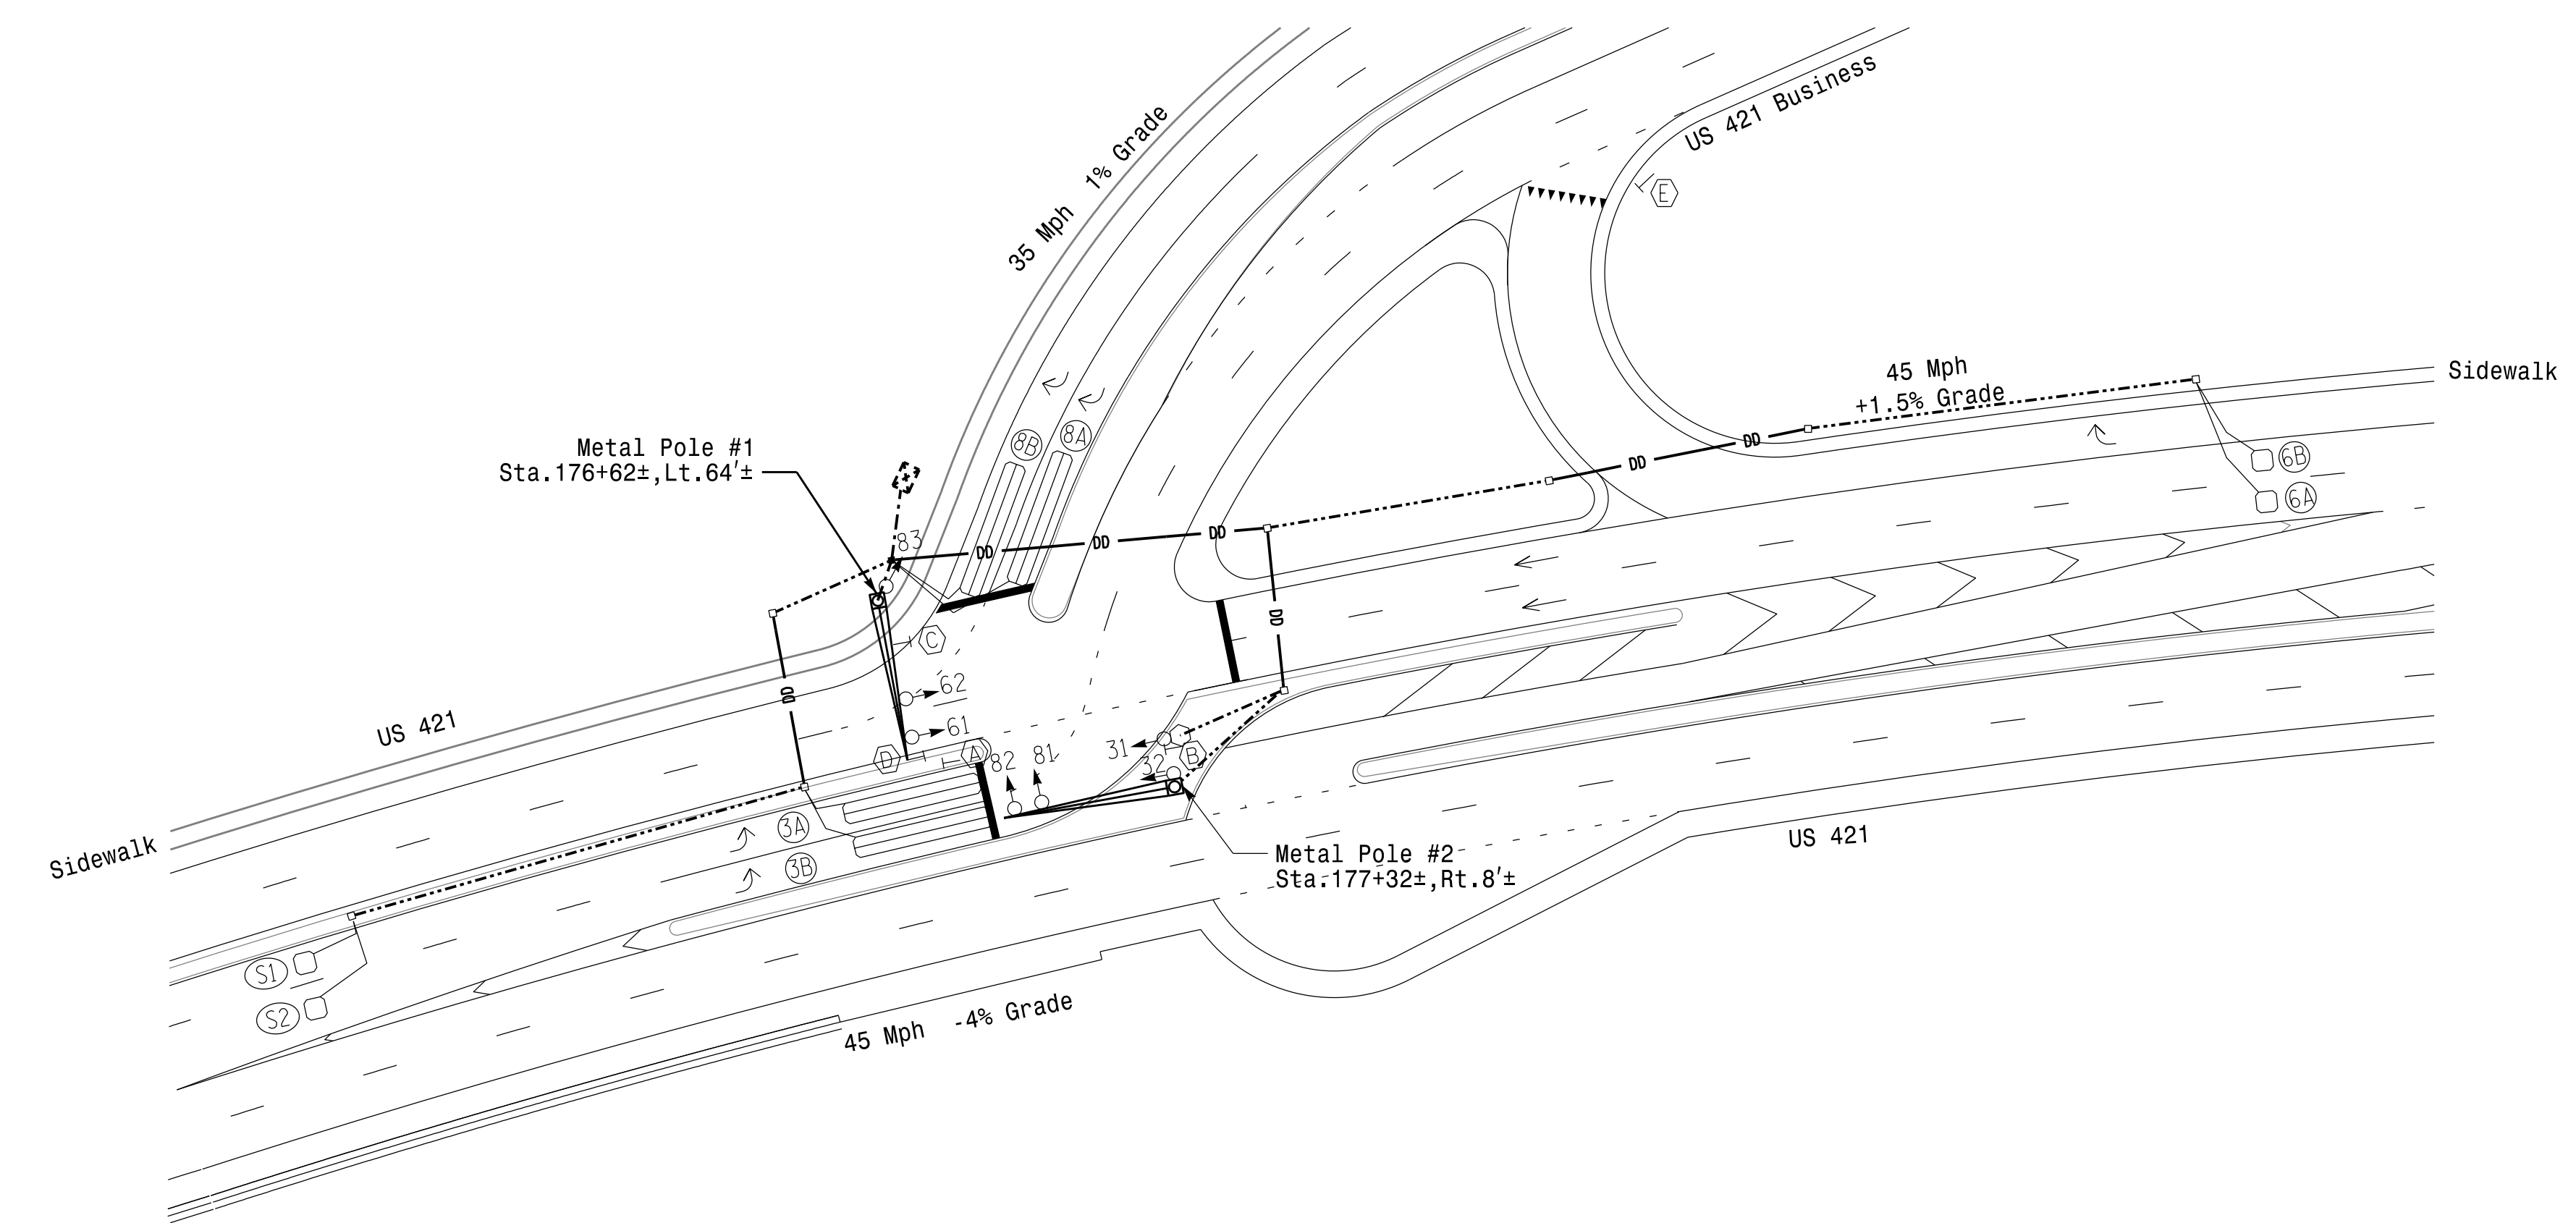 US 421 Business
35 Mph 1% Grade
E
45 Mph
+1.5% Grade
Sidewalk
8B
8A
Metal Pole #1
Sta.176+62±,Lt.64'±
DD
DD
6B
6A
83
DD
DD
DD
DD
C
DD
62
US 421
61
D
A
82
81
31
B
32
3A
3B
Sidewalk
US 421
Metal Pole #2
Sta.177+32±,Rt.8'±
S1
S2
45 Mph -4% Grade